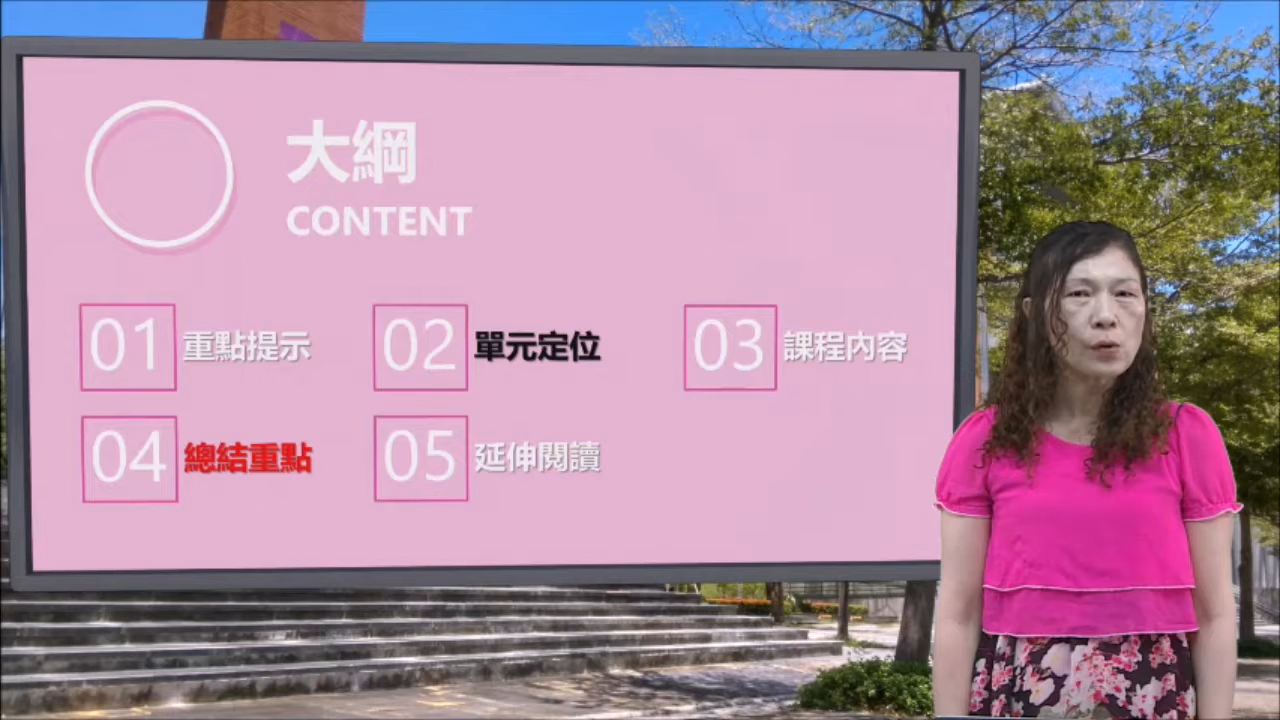 大綱
CONTENT
01 重點提示
02 單元定位
03 課程內容
04 總結重點
05 延伸閱讀